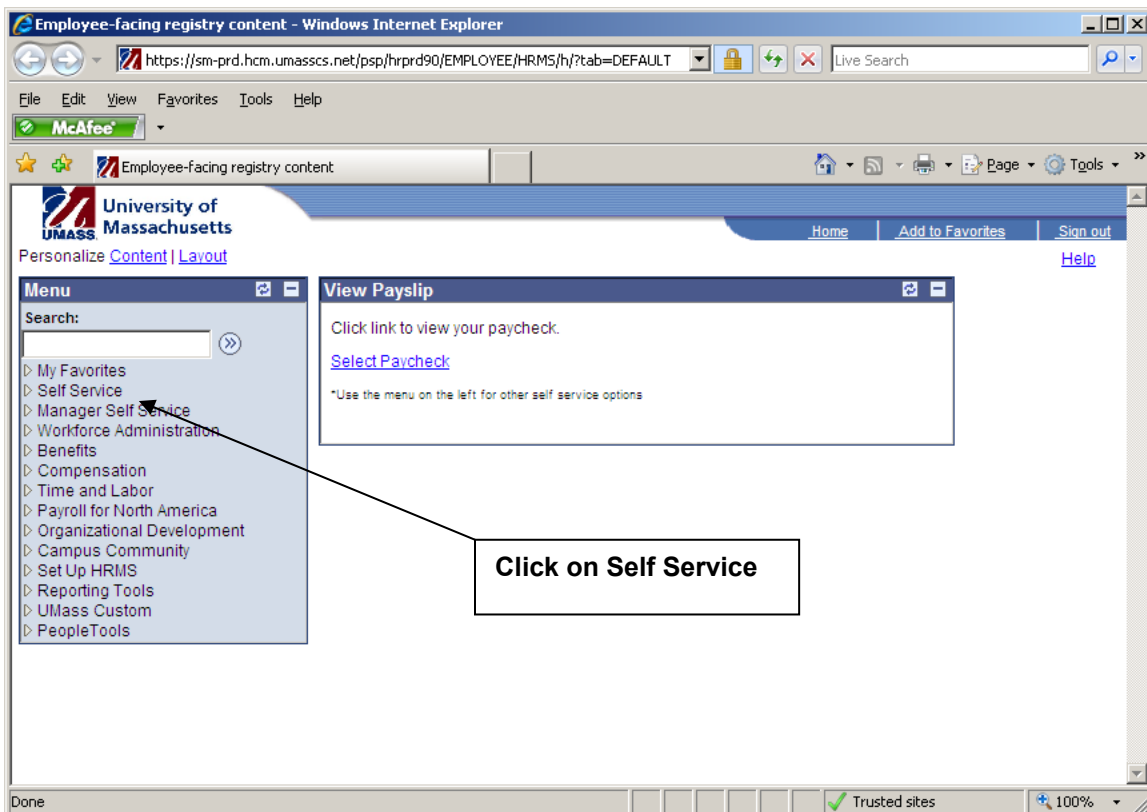 Employee-facing registry content - Windows Internet Explorer
https://sm-prd.hcm.umasscs.net/psp/hrprd90/EMPLOYEE/HRMS/h/?tab=DEFAULT
Live Search
File Edit View Favorites Tools Help
McAfee
Employee-facing registry content
Page Tools »
University of
Massachusetts
UMASS
Home Add to Favorites Sign out
Personalize Content | Layout
Help
Menu
Search:
My Favorites
Self Service
Manager Self Service
Workforce Administration
Benefits
Compensation
Time and Labor
Payroll for North America
Organizational Development
Campus Community
Set Up HRMS
Reporting Tools
UMass Custom
PeopleTools
View Payslip
Click link to view your paycheck.
Select Paycheck
*Use the menu on the left for other self service options
Click on Self Service
Done
Trusted sites
100%